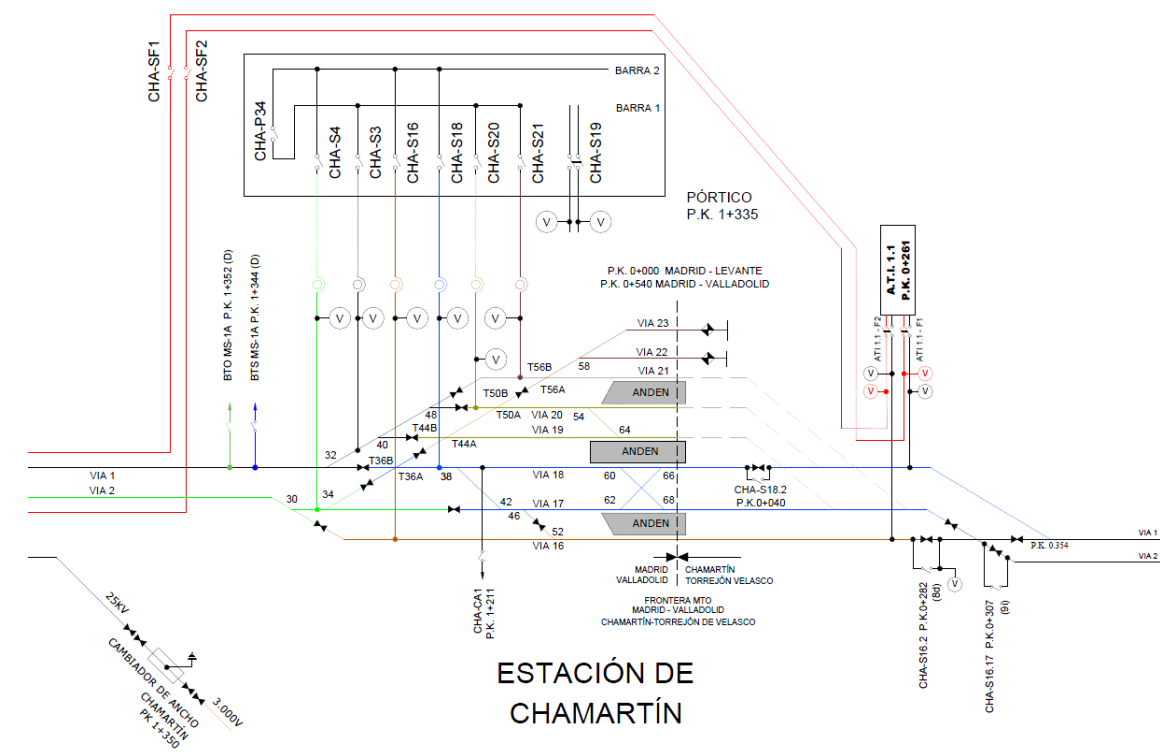 CHA-SF1
CHA-SF2
BARRA 2
BARRA 1
CHA-P34
CHA-S4
CHA-S3
CHA-S16
CHA-S18
CHA-S20
CHA-S21
CHA-S19
PÓRTICO
P.K. 1+335
V
V
BTO MS-1A P.K. 1+352 (D)
BTS MS-1A P.K. 1+344 (D)
P.K. 0+000 MADRID - LEVANTE
P.K. 0+540 MADRID - VALLADOLID
A.T.I. 1.1
P.K. 0+261
ATI 1.1 - F2
ATI 1.1 - F1
V
V
V
V
V
V
V
V
V
V
VIA 23
VIA 22
58
T56B
VIA 21
T56A
ANDEN
T50B
48
T50A
VIA 20
54
T44B
VIA 19
64
40
T44A
32
T36B
ANDEN
VIA 1
T36A
38
VIA 18
60
66
VIA 2
34
CHA-S18.2
P.K.0+040
30
42
VIA 17
62
68
46
ANDEN
52
VIA 16
VIA 1
P.K. 0.354
VIA 2
MADRID
VALLADOLID
CHAMARTÍN
TORREJÓN VELASCO
FRONTERA MTO
MADRID - VALLADOLID
CHAMARTÍN-TORREJÓN DE VELASCO
CHA-CA1
P.K. 1+211
V
CHA-S16.2 P.K.0+282
(8d)
CHA-S16.17 P.K.0+307
(9i)
25KV
CAMBIADOR DE ANCHO
CHAMARTÍN
PK 1+350
3.000V
ESTACIÓN DE
CHAMARTÍN